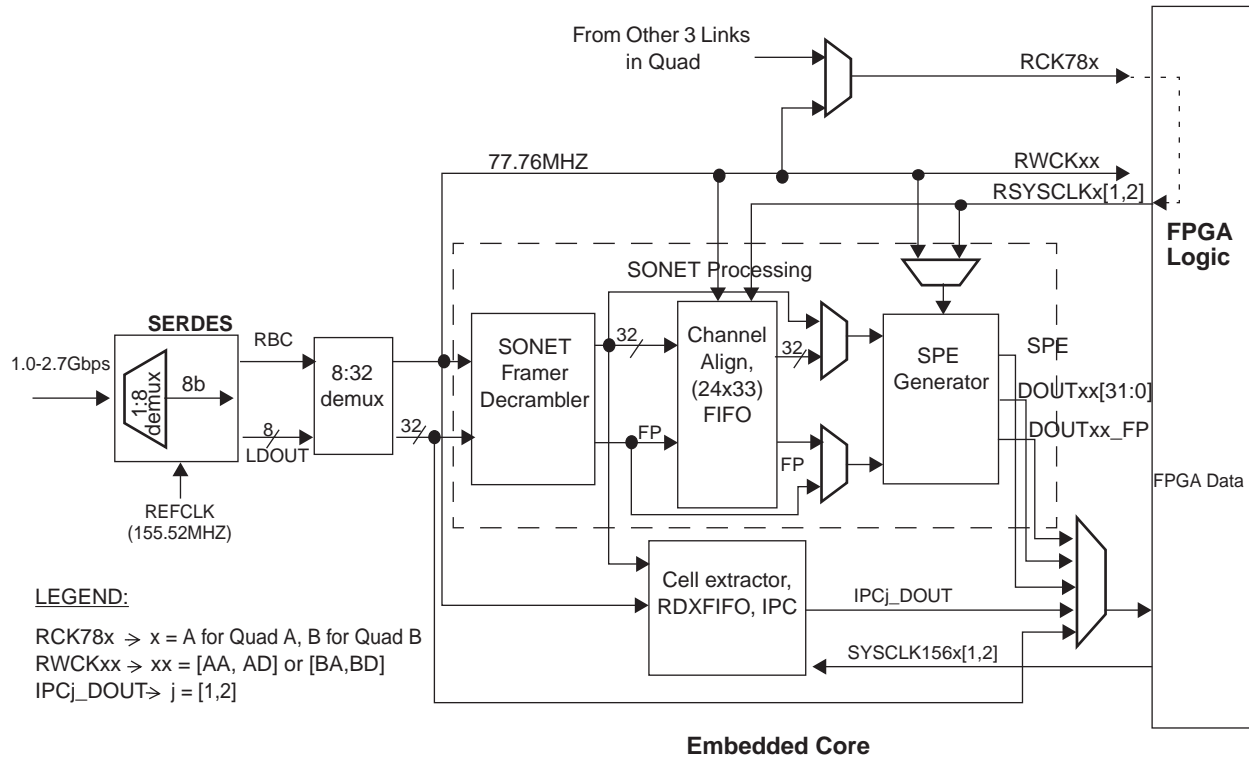 From Other 3 Links
in Quad
RCK78x
77.76MHZ
RWCKxx
RSYSCLKx[1,2]
FPGA
Logic
SONET Processing
SERDES
1.0-2.7Gbps
1:8
demux
8b
RBC
8
LDOUT
8:32
demux
32
SONET
Framer
Decrambler
32
FP
Channel
Align,
(24x33)
FIFO
32
FP
SPE
Generator
SPE
DOUTxx[31:0]
DOUTxx_FP
FPGA Data
REFCLK
(155.52MHZ)
Cell extractor,
RDXFIFO, IPC
IPCj_DOUT
SYSCLK156x[1,2]
LEGEND:
RCK78x → x = A for Quad A, B for Quad B
RWCKxx → xx = [AA, AD] or [BA,BD]
IPCj_DOUT→ j = [1,2]
Embedded Core